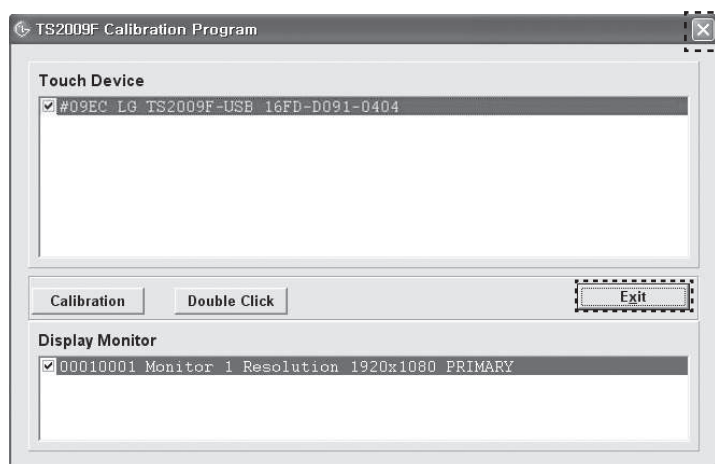 TS2009F Calibration Program
Touch Device
#09EC LG TS2009F-USB 16FD-D091-0404
Calibration Double Click Exit
Display Monitor
00010001 Monitor 1 Resolution 1920x1080 PRIMARY